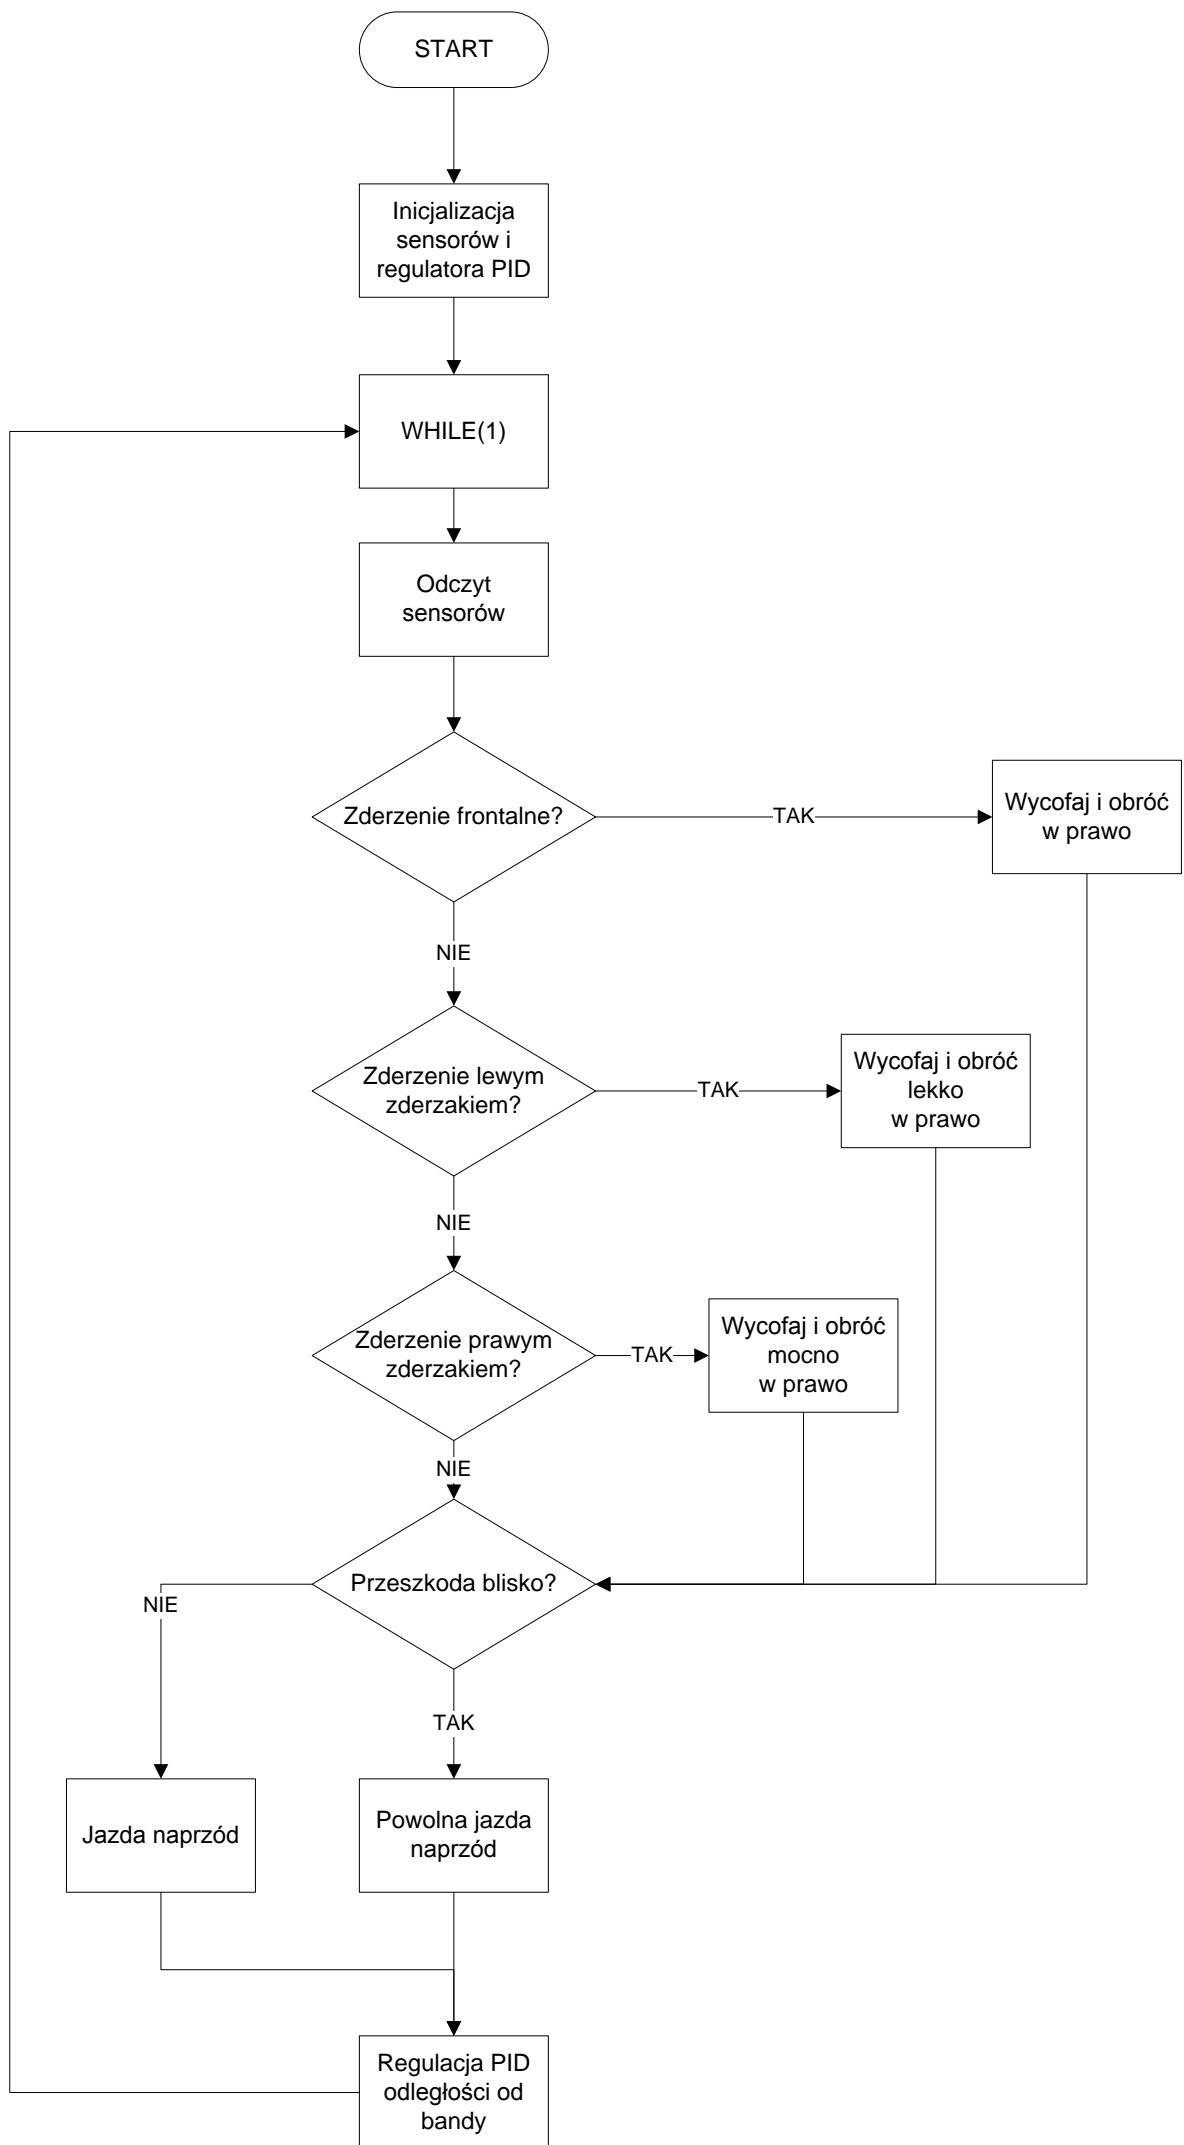 START
Inicjalizacja
sensorów i
regulatora PID
WHILE(1)
Odczyt
sensorów
Zderzenie frontalne?
TAK
Wycofaj i obróć
w prawo
NIE
Zderzenie lewym
zderzakiem?
TAK
Wycofaj i obróć
lekko
w prawo
NIE
Zderzenie prawym
zderzakiem?
TAK
Wycofaj i obróć
mocno
w prawo
NIE
Przeszkoda blisko?
NIE
TAK
Jazda naprzód
Powolna jazda
naprzód
Regulacja PID
odległości od
bandy